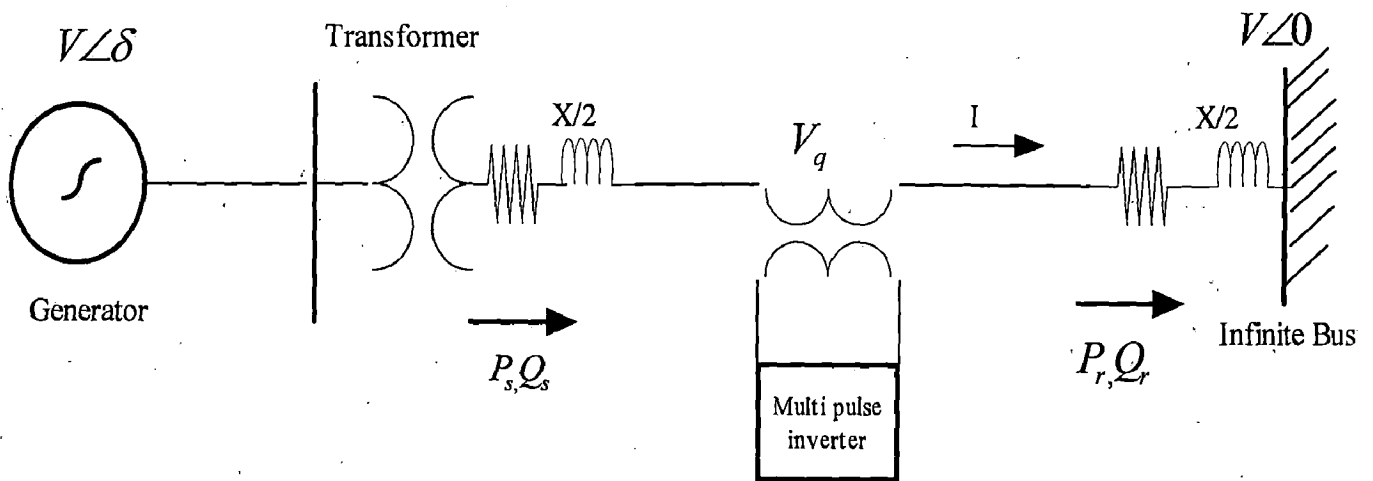 V∠δ
Transformer
V∠0
X/2
V_q
I
X/2
Generator
P_s,Q_s
P_r,Q_r
Infinite Bus
Multi pulse
inverter